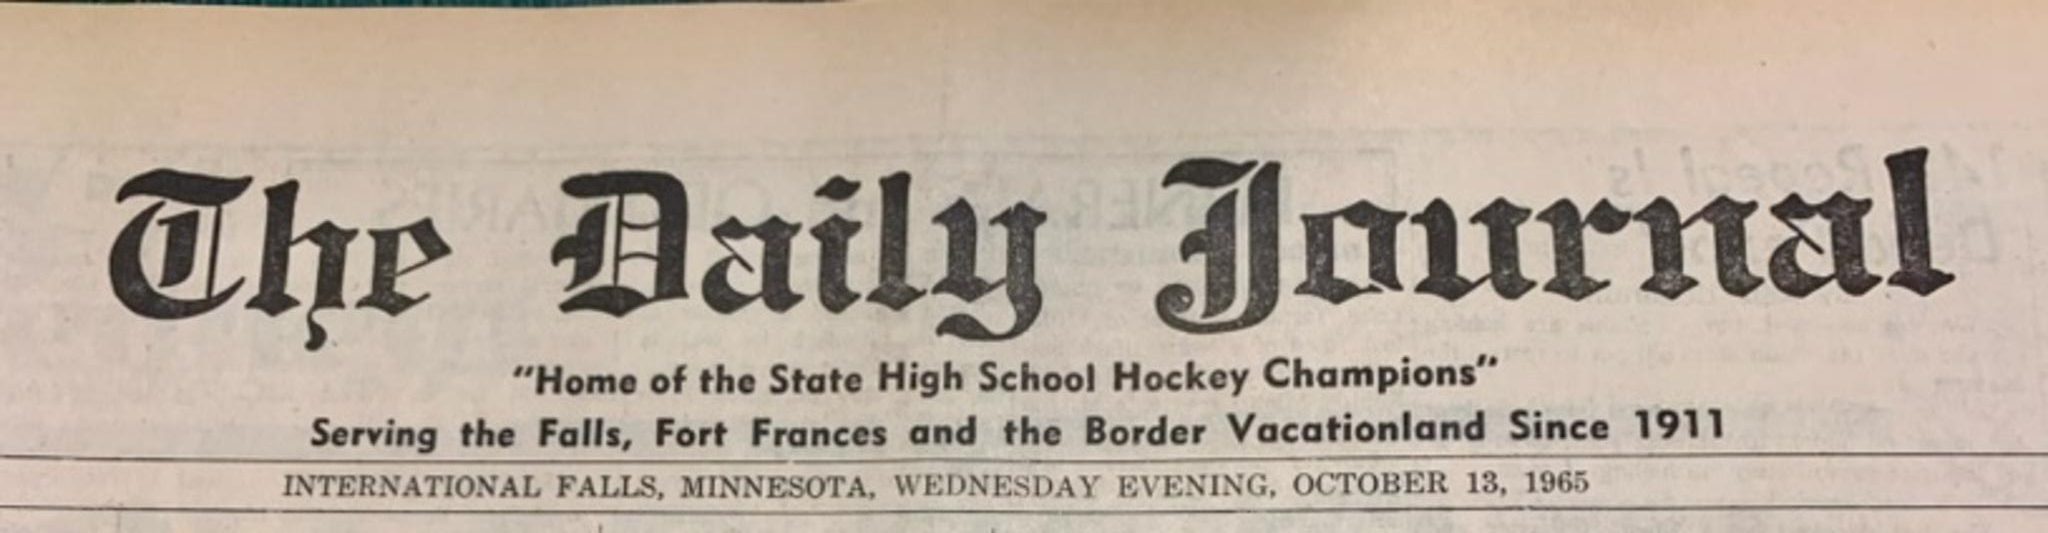 The Daily Journal
"Home of the State High School Hockey Champions"
Serving the Falls, Fort Frances and the Border Vacationland Since 1911
INTERNATIONAL FALLS, MINNESOTA, WEDNESDAY EVENING, OCTOBER 13, 1965